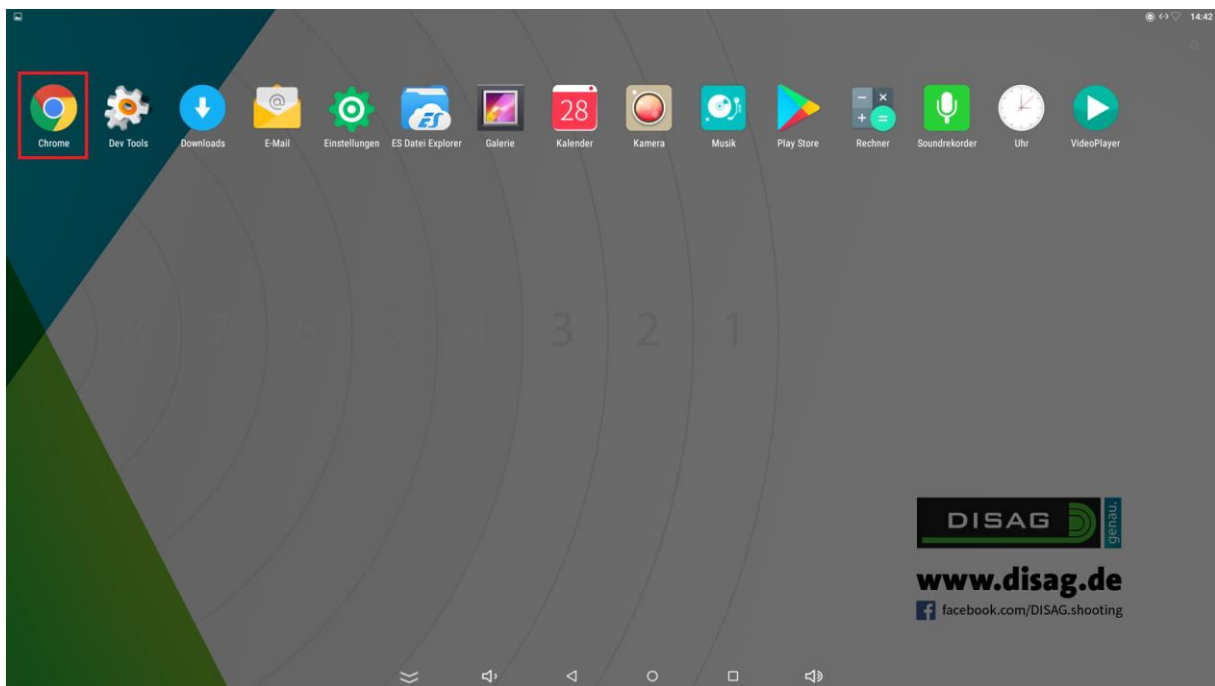 14:42
Chrome Dev Tools Downloads E-Mail Einstellungen ES Datei Explorer Galerie 28 Kalender Kamera Musik Play Store Rechner Soundrekorder Uhr VideoPlayer
8 7 6 5 4 3 2 1
DISAG genau.
www.disag.de
facebook.com/DISAG.shooting